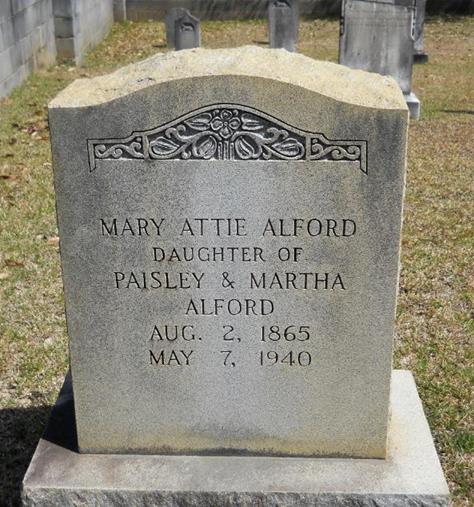 MARY ATTIE ALFORD
DAUGHTER OF
PAISLEY & MARTHA
ALFORD
AUG. 2, 1865
MAY 7, 1940